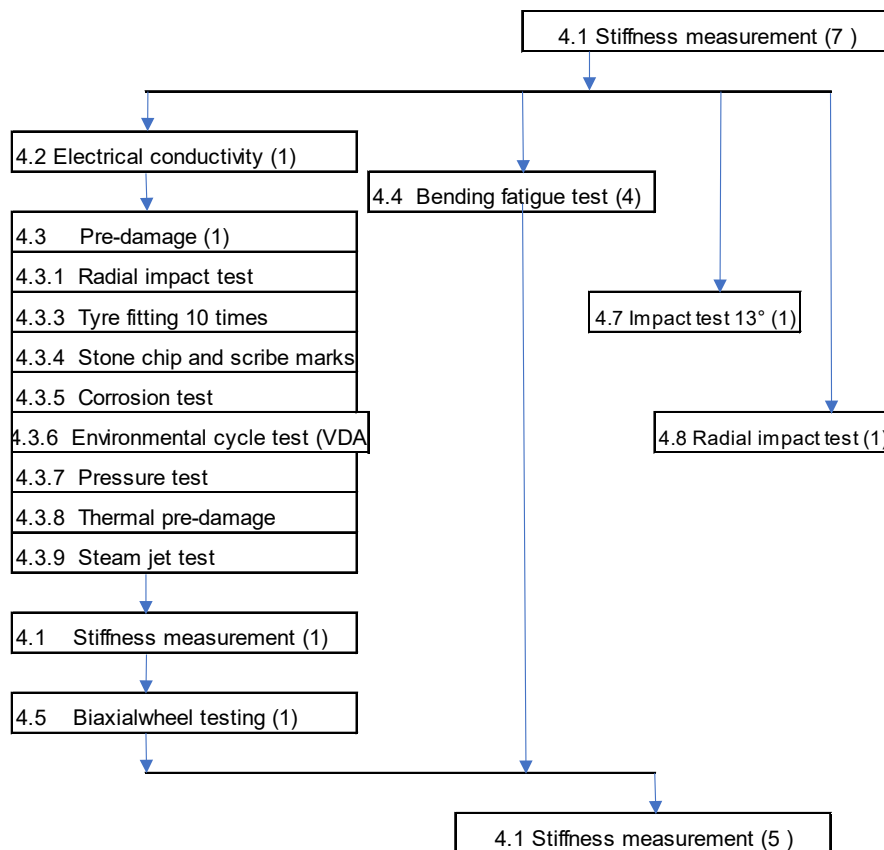 4.1 Stiffness measurement (7 )
4.2 Electrical conductivity (1)
4.4 Bending fatigue test (4)
4.3 Pre-damage (1)
4.3.1 Radial impact test
4.3.3 Tyre fitting 10 times
4.7 Impact test 13° (1)
4.3.4 Stone chip and scribe marks
4.3.5 Corrosion test
4.3.6 Environmental cycle test (VDA
4.8 Radial impact test (1)
4.3.7 Pressure test
4.3.8 Thermal pre-damage
4.3.9 Steam jet test
4.1 Stiffness measurement (1)
4.5 Biaxialwheel testing (1)
4.1 Stiffness measurement (5 )